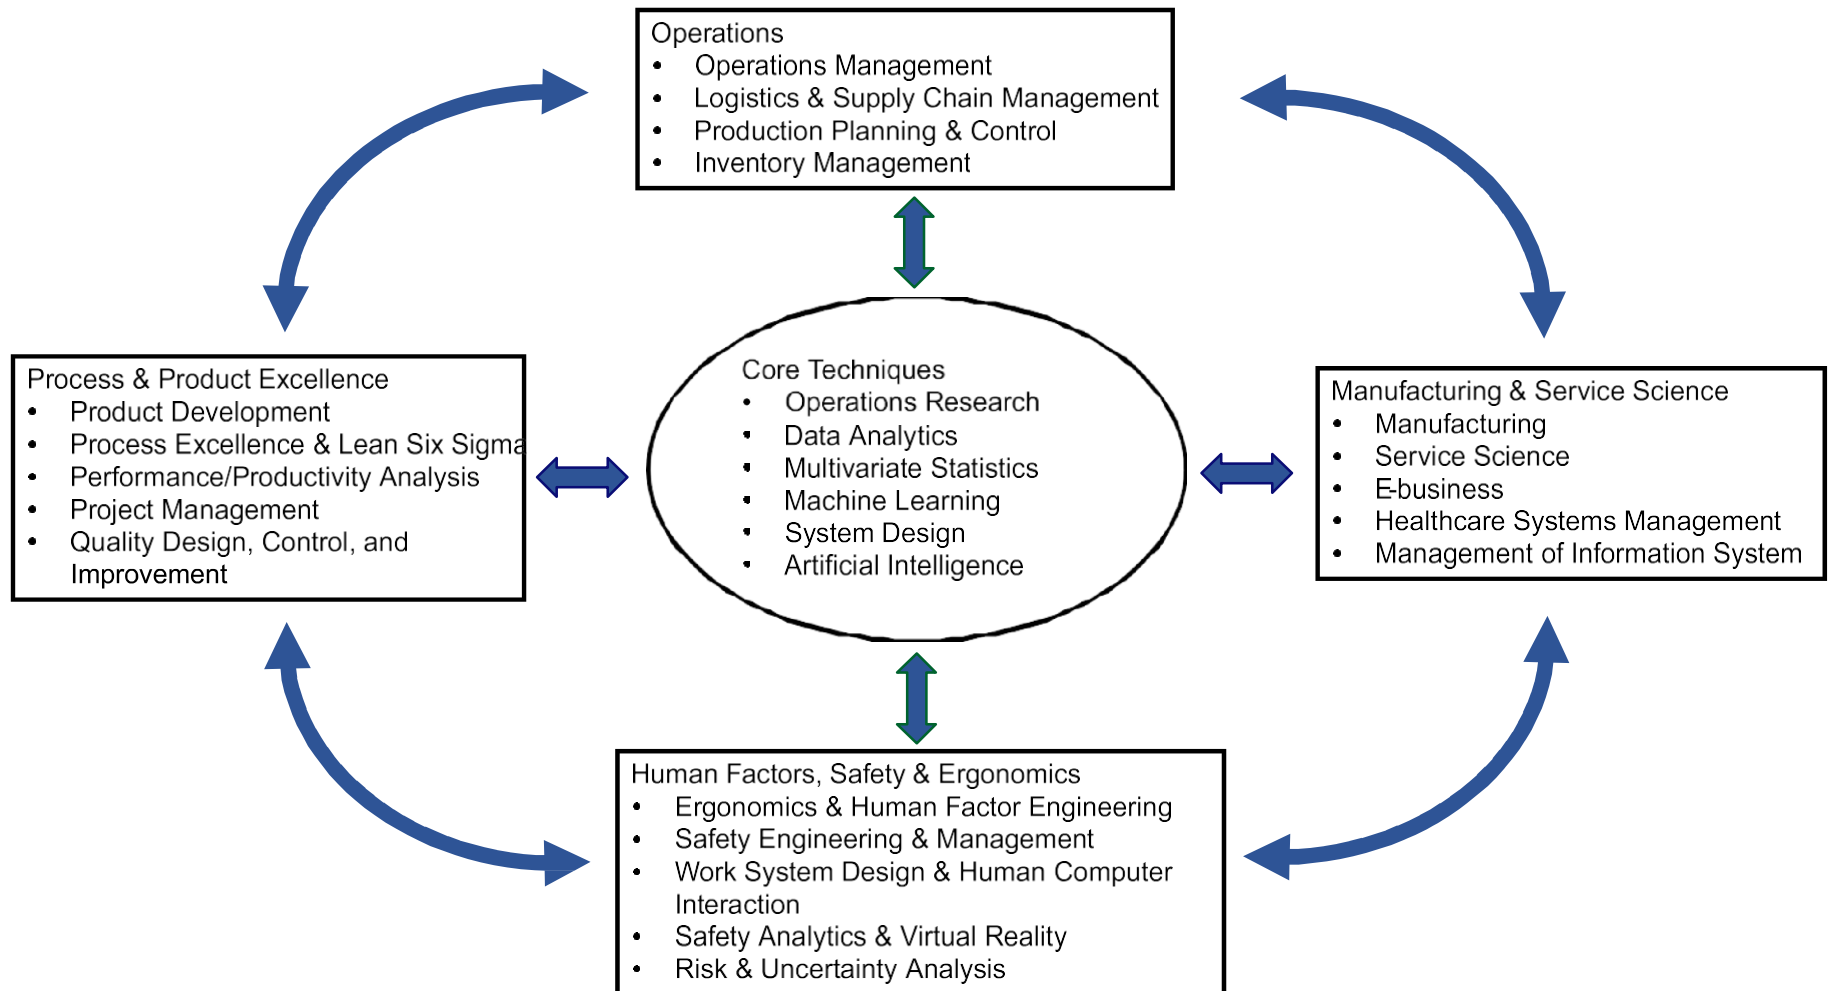 Operations
• Operations Management
• Logistics & Supply Chain Management
• Production Planning & Control
• Inventory Management
Process & Product Excellence
• Product Development
• Process Excellence & Lean Six Sigma
• Performance/Productivity Analysis
• Project Management
• Quality Design, Control, and
Improvement
Core Techniques
• Operations Research
• Data Analytics
• Multivariate Statistics
• Machine Learning
• System Design
• Artificial Intelligence
Manufacturing & Service Science
• Manufacturing
• Service Science
• E-business
• Healthcare Systems Management
• Management of Information System
Human Factors, Safety & Ergonomics
• Ergonomics & Human Factor Engineering
• Safety Engineering & Management
• Work System Design & Human Computer
Interaction
• Safety Analytics & Virtual Reality
• Risk & Uncertainty Analysis